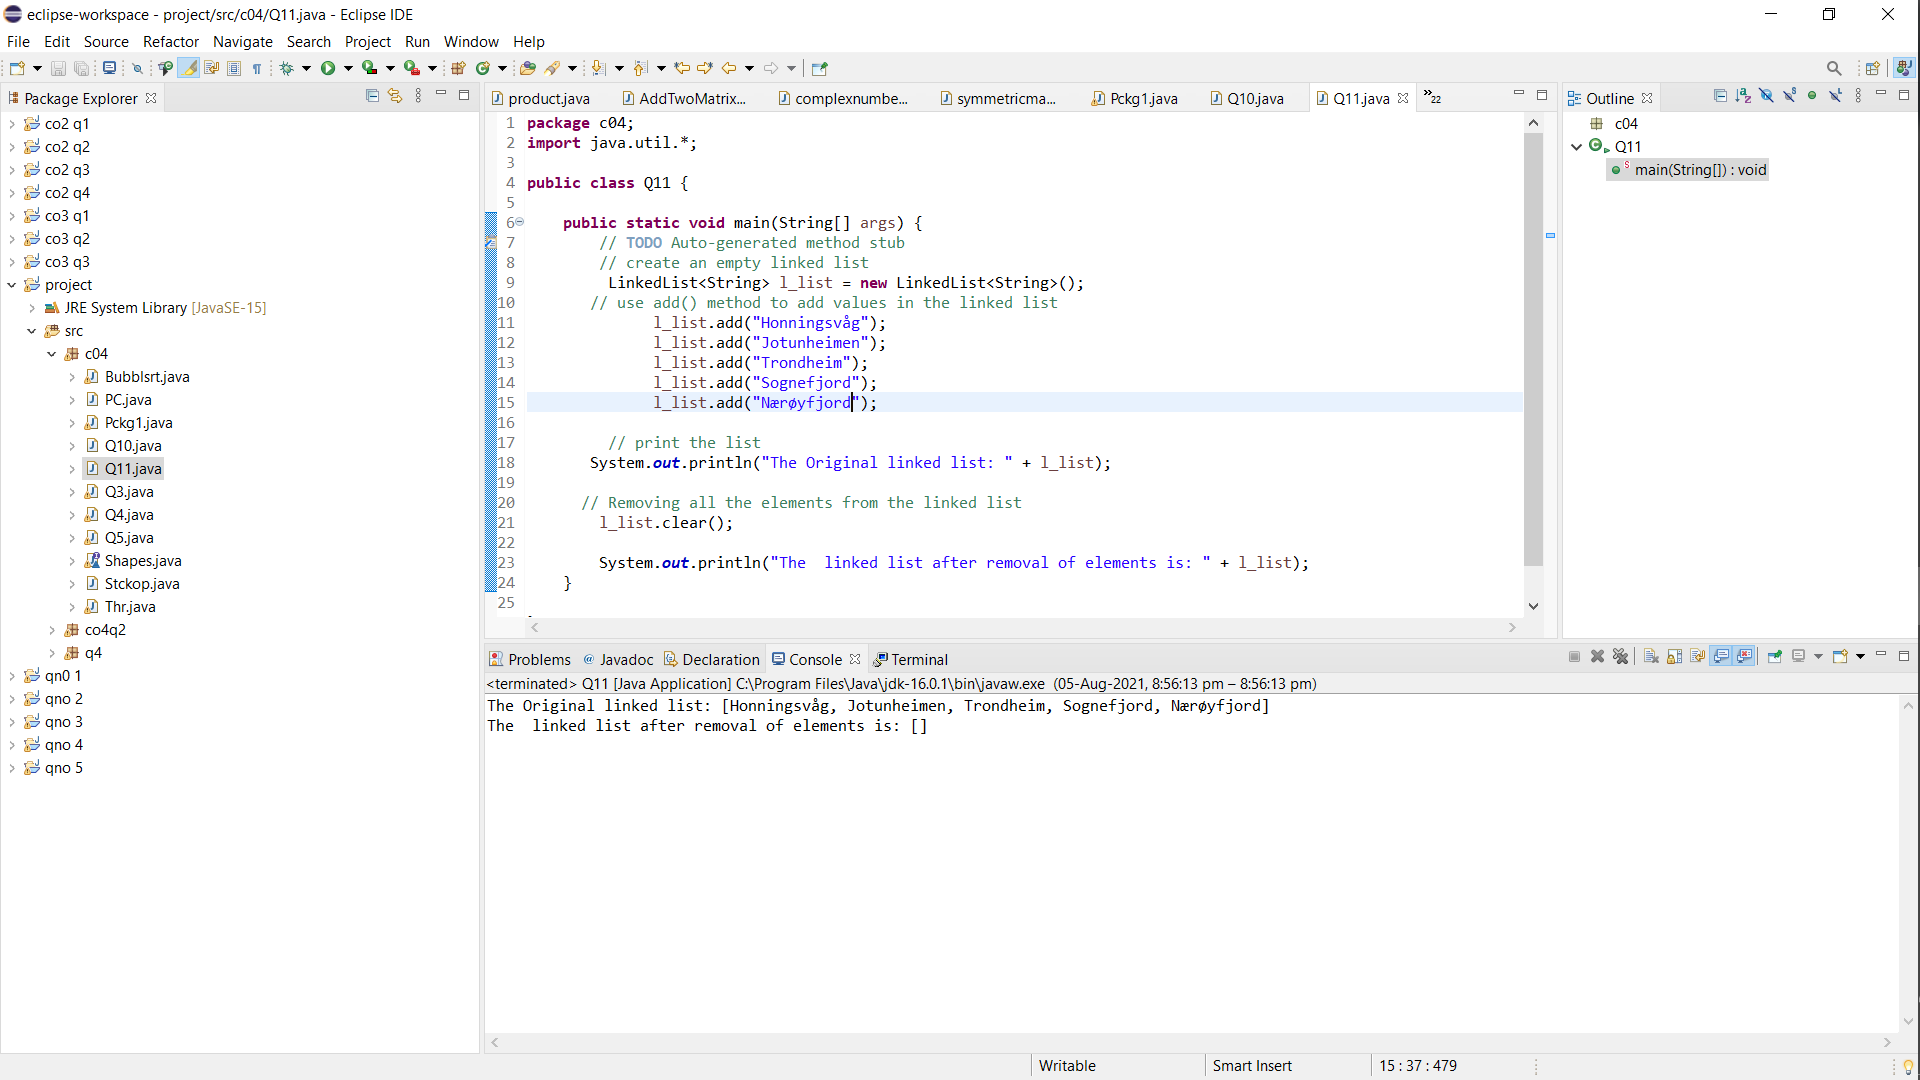 eclipse-workspace - project/src/c04/Q11.java - Eclipse IDE
File Edit Source Refactor Navigate Search Project Run Window Help
Package Explorer
co2 q1
co2 q2
co2 q3
co2 q4
co3 q1
co3 q2
co3 q3
project
JRE System Library [JavaSE-15]
src
c04
Bubblsrt.java
PC.java
Pckg1.java
Q10.java
Q11.java
Q3.java
Q4.java
Q5.java
Shapes.java
Stckop.java
Thr.java
co4q2
q4
qn0 1
qno 2
qno 3
qno 4
qno 5
product.java AddTwoMatrix... complexnumbe... symmetricma... Pckg1.java Q10.java Q11.java »22
1 package c04;
2 import java.util.*;
3
4 public class Q11 {
5
6 public static void main(String[] args) {
7 // TODO Auto-generated method stub
8 // create an empty linked list
9 LinkedList<String> l_list = new LinkedList<String>();
10 // use add() method to add values in the linked list
11 l_list.add("Honningsvåg");
12 l_list.add("Jotunheimen");
13 l_list.add("Trondheim");
14 l_list.add("Sognefjord");
15 l_list.add("Nærøyfjord");
16
17 // print the list
18 System.out.println("The Original linked list: " + l_list);
19
20 // Removing all the elements from the linked list
21 l_list.clear();
22
23 System.out.println("The  linked list after removal of elements is: " + l_list);
24 }
25
Outline
c04
Q11
main(String[]) : void
Problems @ Javadoc Declaration Console Terminal
<terminated> Q11 [Java Application] C:\Program Files\Java\jdk-16.0.1\bin\javaw.exe (05-Aug-2021, 8:56:13 pm – 8:56:13 pm)
The Original linked list: [Honningsvåg, Jotunheimen, Trondheim, Sognefjord, Nærøyfjord]
The  linked list after removal of elements is: []
Writable Smart Insert 15 : 37 : 479